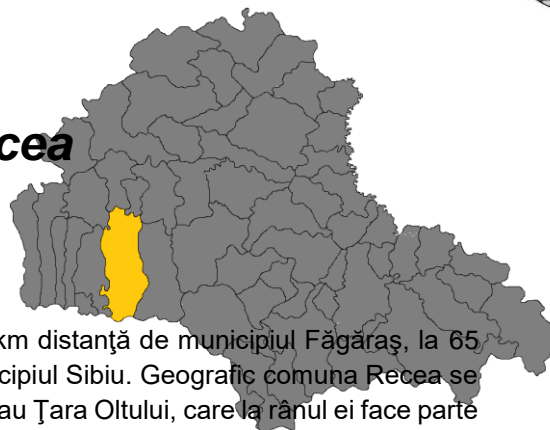 cea
km distanţă de municipiul Făgăraş, la 65
cipiul Sibiu. Geografic comuna Recea se
au Ţara Oltului, care la rânul ei face parte